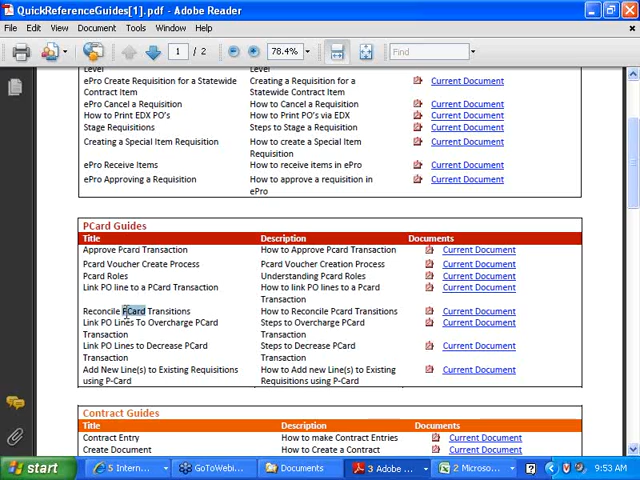 QuickReferenceGuides[1].pdf - Adobe Reader
File Edit View Document Tools Window Help
1 / 2 78.4% Find
Level Level
ePro Create Requisition for a Statewide Creating a Requisition for a Current Document
Contract Item Statewide Contract Item
ePro Cancel a Requisition How to Cancel a Requisition Current Document
How to Print EDX PO's How to Print PO's via EDX Current Document
Stage Requisitions Steps to Stage a Requisition Current Document
Creating a Special Item Requisition How to create a Special Item Current Document
Requisition
ePro Receive Items How to receive items in ePro Current Document
ePro Approving a Requisition How to approve a requisition in Current Document
ePro
PCard Guides
Title Description Documents
Approve Pcard Transaction How to Approve Pcard Transaction Current Document
Pcard Voucher Create Process Pcard Voucher Creation Process Current Document
Pcard Roles Understanding Pcard Roles Current Document
Link PO line to a PCard Transaction How to link PO lines to a Pcard Current Document
Transaction
Reconcile PCard Transitions How to Reconcile Pcard Transitions Current Document
Link PO Lines To Overcharge PCard Steps to Overcharge PCard Current Document
Transaction Transaction
Link PO Lines to Decrease PCard Steps to Decrease PCard Current Document
Transaction Transaction
Add New Line(s) to Existing Requisitions How to Add new Line(s) to Existing Current Document
using P-Card Requisitions using P-Card
Contract Guides
Title Description Documents
Contract Entry How to make Contract Entries Current Document
Create Document How to Create a Contract Current Document
start 5 Intern... GoToWebi... Documents 3 Adobe ... 2 Microso... 9:53 AM